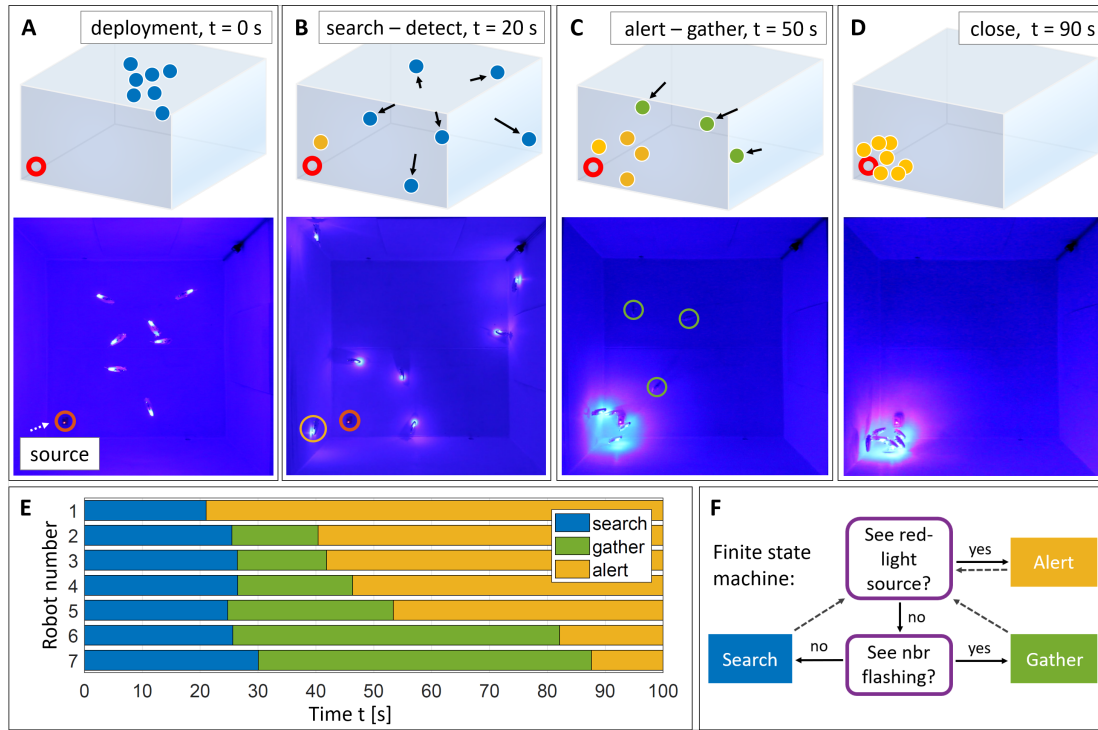 A
deployment, t = 0 s
B
search – detect, t = 20 s
C
alert – gather, t = 50 s
D
close, t = 90 s
source
E
Robot number
1
2
3
4
5
6
7
search
gather
alert
0 10 20 30 40 50 60 70 80 90 100
Time t [s]
F
Finite state
machine:
See red-
light
source?
yes
Alert
no
Search
no
See nbr
flashing?
yes
Gather